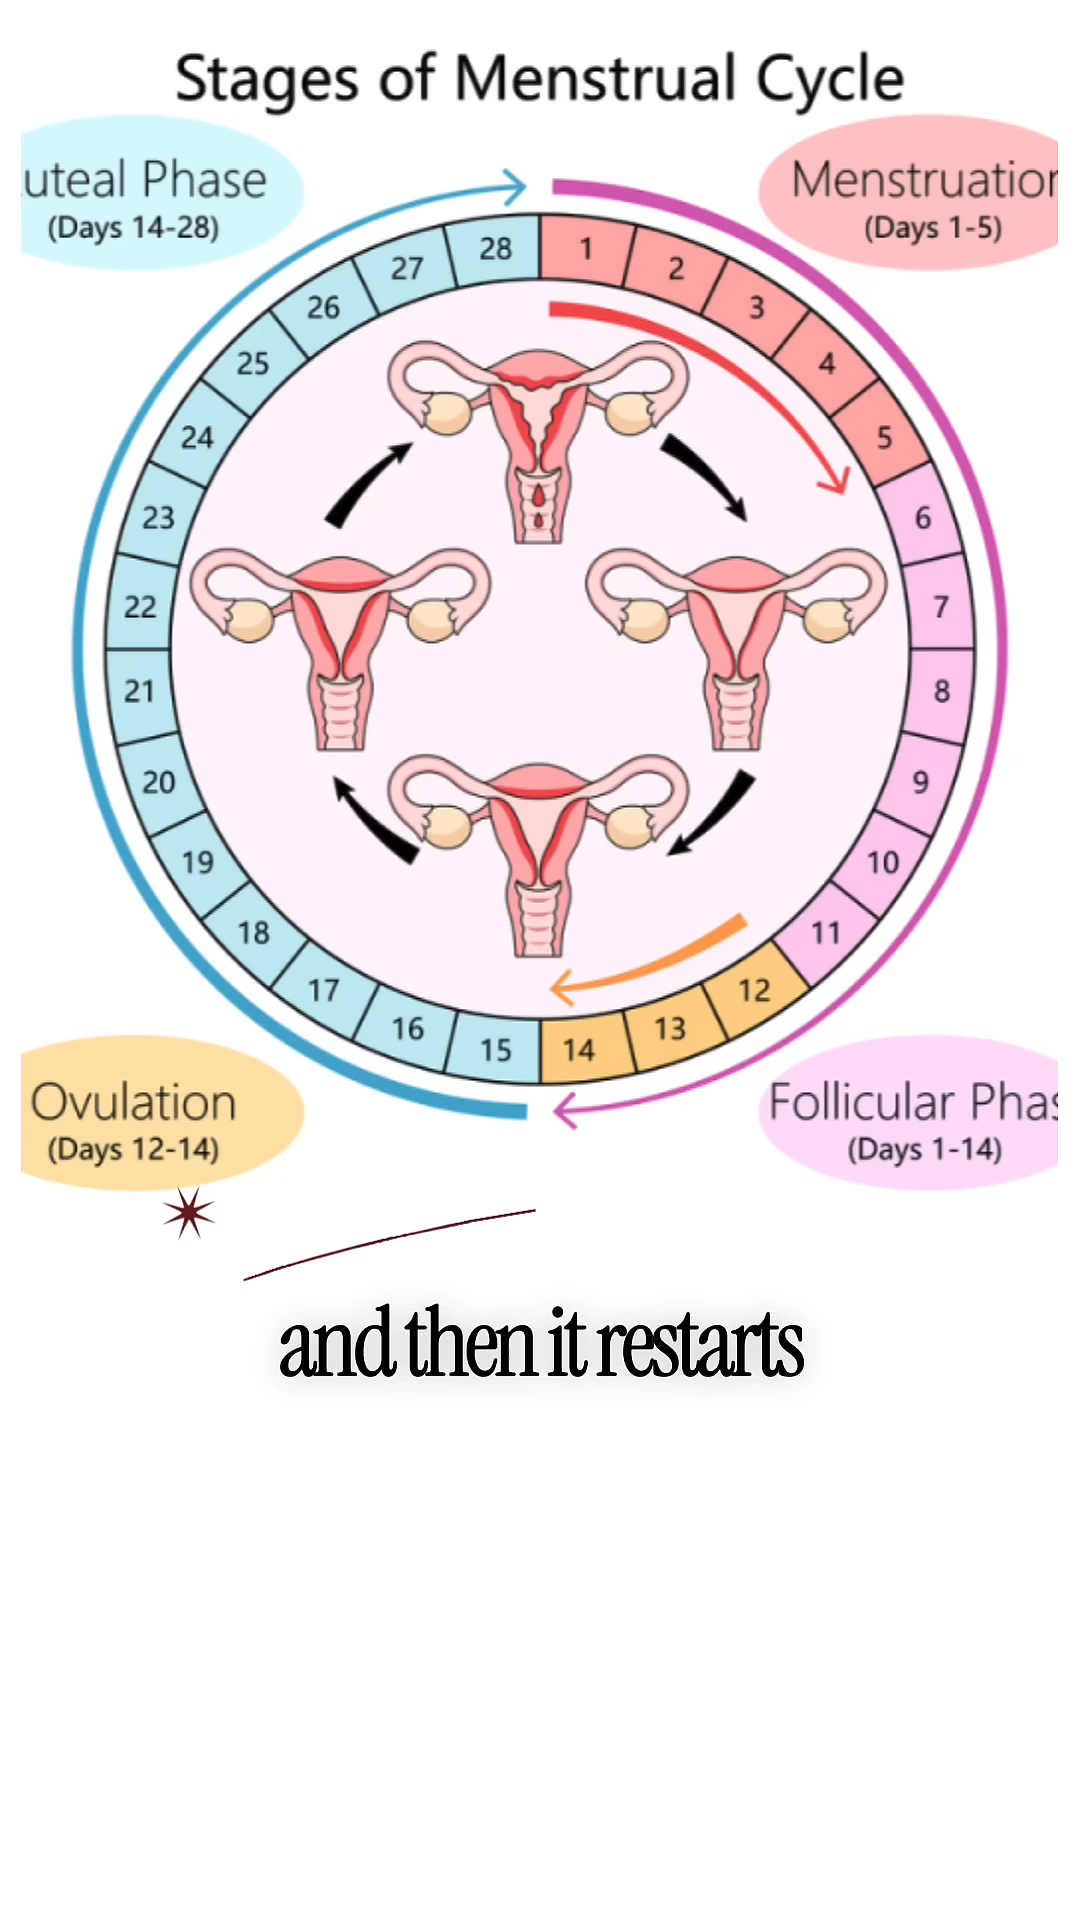 Stages of Menstrual Cycle
uteal Phase
(Days 14-28)
Menstruation
(Days 1-5)
28
1
2
3
4
5
6
7
8
9
10
11
12
13
14
15
16
17
18
19
20
21
22
23
24
25
26
27
Ovulation
(Days 12-14)
Follicular Phas
(Days 1-14)
and then it restarts